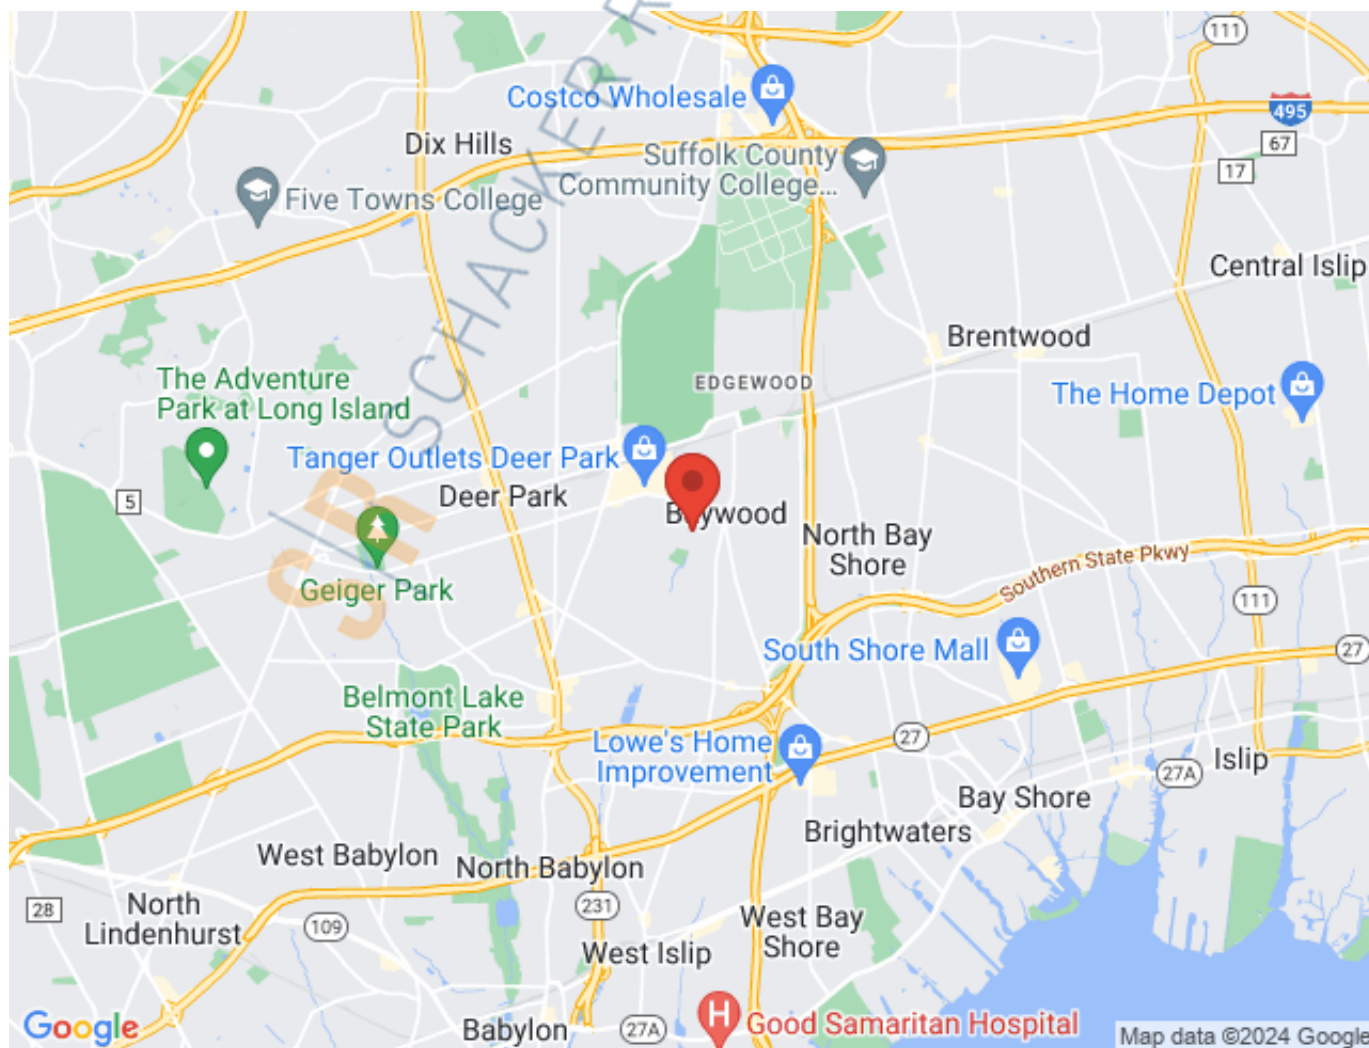 111
Costco Wholesale
495
Dix Hills
67
Suffolk County
Community College...
17
Five Towns College
SCHACKER R
Central Islip
Brentwood
EDGEWOOD
The Adventure
Park at Long Island
The Home Depot
Tanger Outlets Deer Park
5
Deer Park
Baywood
North Bay
Shore
SIR
Southern State Pkwy
Geiger Park
111
South Shore Mall
27
Belmont Lake
State Park
27
Lowe's Home
Improvement
Islip
27A
Bay Shore
Brightwaters
West Babylon
North Babylon
28
North
Lindenhurst
231
109
West Bay
Shore
West Islip
Google
Babylon
27A
H
Good Samaritan Hospital
Map data ©2024 Google